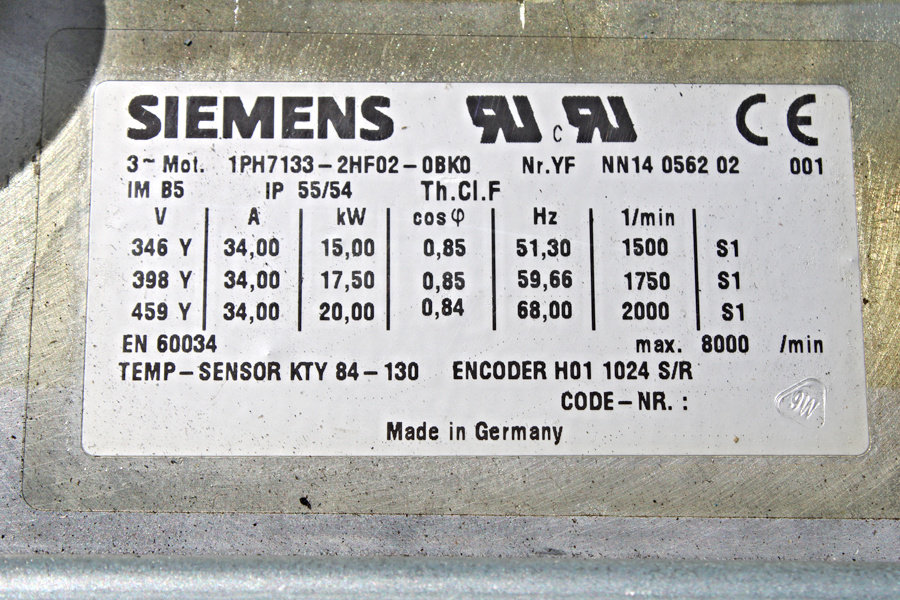 SIEMENS c CE
3~ Mot. 1PH7133-2HF02-0BK0 Nr.YF NN14 0562 02 001
IM B5 IP 55/54 Th.Cl.F
V A kW cosφ Hz 1/min
346 Y 34,00 15,00 0,85 51,30 1500 S1
398 Y 34,00 17,50 0,85 59,66 1750 S1
459 Y 34,00 20,00 0,84 68,00 2000 S1
EN 60034 max. 8000 /min
TEMP-SENSOR KTY 84-130 ENCODER H01 1024 S/R
CODE-NR. :
Made in Germany